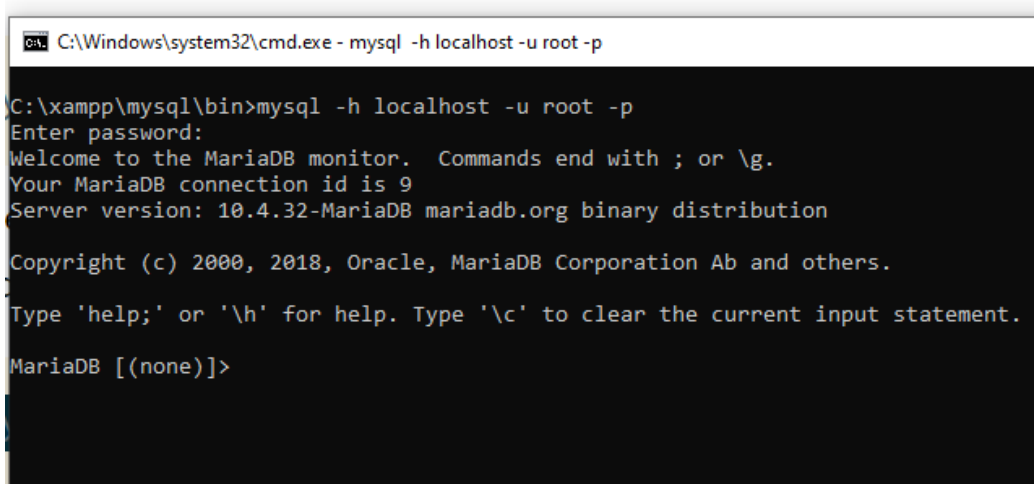 C:\Windows\system32\cmd.exe - mysql  -h localhost -u root -p
C:\xampp\mysql\bin>mysql -h localhost -u root -p
Enter password:
Welcome to the MariaDB monitor.  Commands end with ; or \g.
Your MariaDB connection id is 9
Server version: 10.4.32-MariaDB mariadb.org binary distribution
Copyright (c) 2000, 2018, Oracle, MariaDB Corporation Ab and others.
Type 'help;' or '\h' for help. Type '\c' to clear the current input statement.
MariaDB [(none)]>